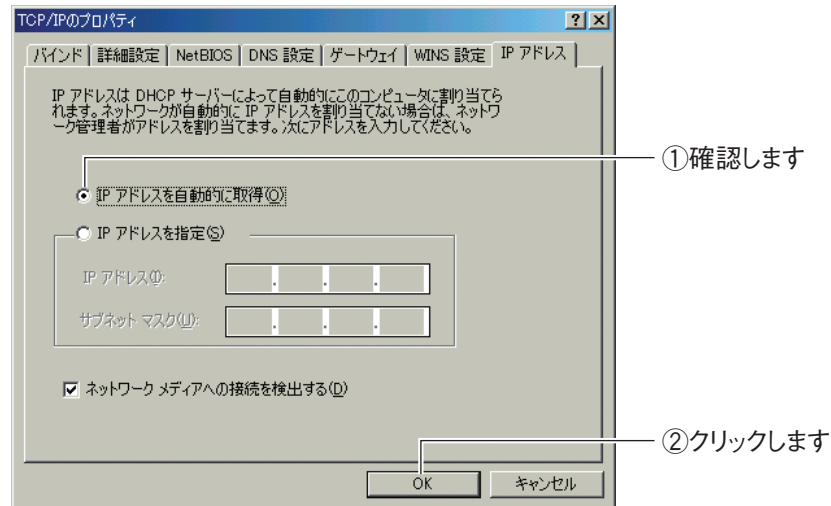 TCP/IPのプロパティ
バインド 詳細設定 NetBIOS DNS 設定 ゲートウェイ WINS 設定 IP アドレス
IP アドレスは DHCP サーバーによって自動的にこのコンピュータに割り当てら
れます。ネットワークが自動的に IP アドレスを割り当てない場合は、ネットワ
ーク管理者がアドレスを割り当てます。次にアドレスを入力してください。
①確認します
IP アドレスを自動的に取得(O)
IP アドレスを指定(S)
IP アドレス(I):
サブネット マスク(U):
ネットワーク メディアへの接続を検出する(D)
②クリックします
OK キャンセル